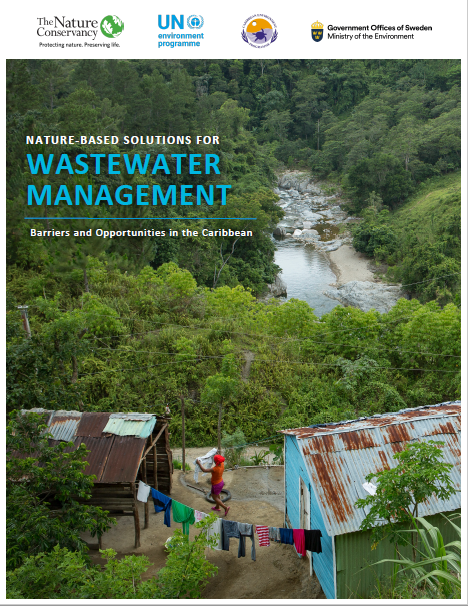 The Nature
Conservancy
Protecting nature. Preserving life.
UN
environment
programme
Government Offices of Sweden
Ministry of the Environment
NATURE-BASED SOLUTIONS FOR
WASTEWATER
MANAGEMENT
Barriers and Opportunities in the Caribbean